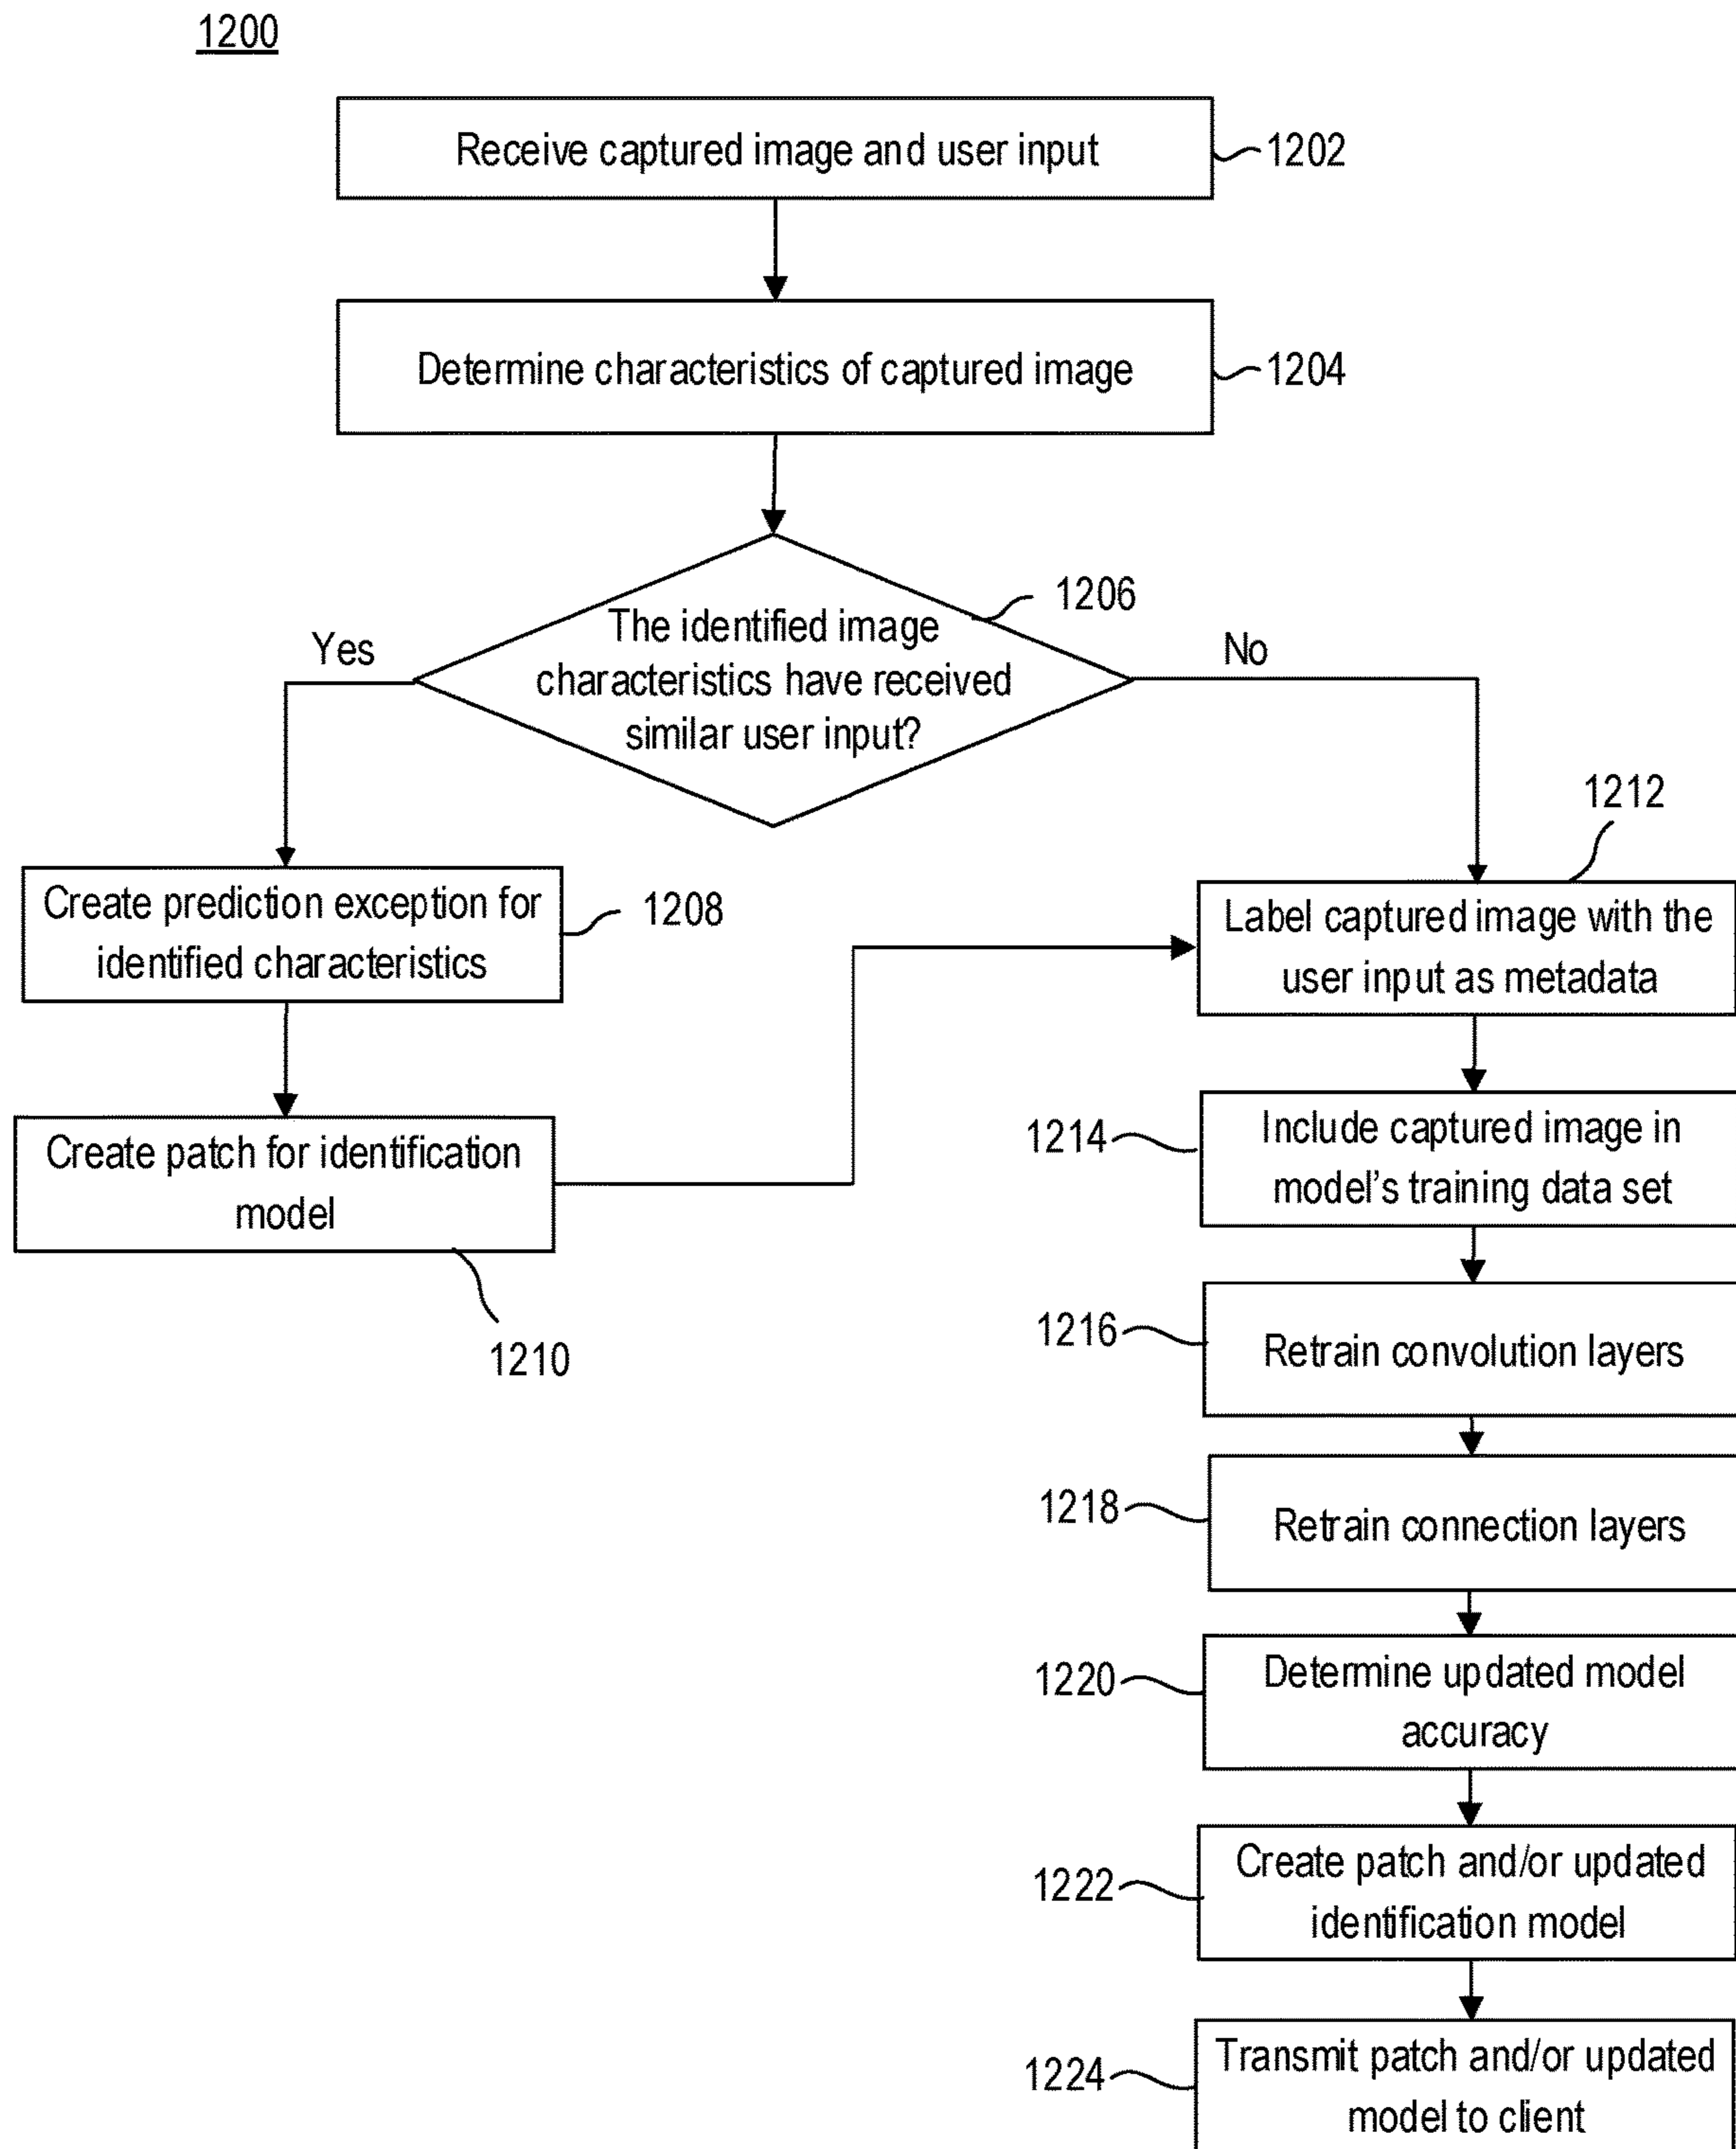 1200
Receive captured image and user input
1202
Determine characteristics of captured image
1204
1206
The identified image
characteristics have received
similar user input?
Yes
No
Create prediction exception for
identified characteristics
1208
Create patch for identification
model
1210
1212
Label captured image with the
user input as metadata
1214
Include captured image in
model's training data set
1216
Retrain convolution layers
1218
Retrain connection layers
1220
Determine updated model
accuracy
1222
Create patch and/or updated
identification model
1224
Transmit patch and/or updated
model to client